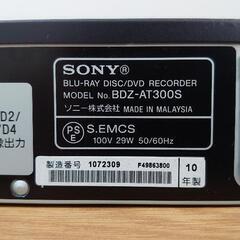 SONY
BLU-RAY DISC/DVD RECORDER
MODEL No. BDZ-AT300S
ソニー株式会社 MADE IN MALAYSIA
D2/
D4
出力
PS
E
S.EMCS
100V 29W 50/60Hz
製造番号 1072309 F49863800
10
年製